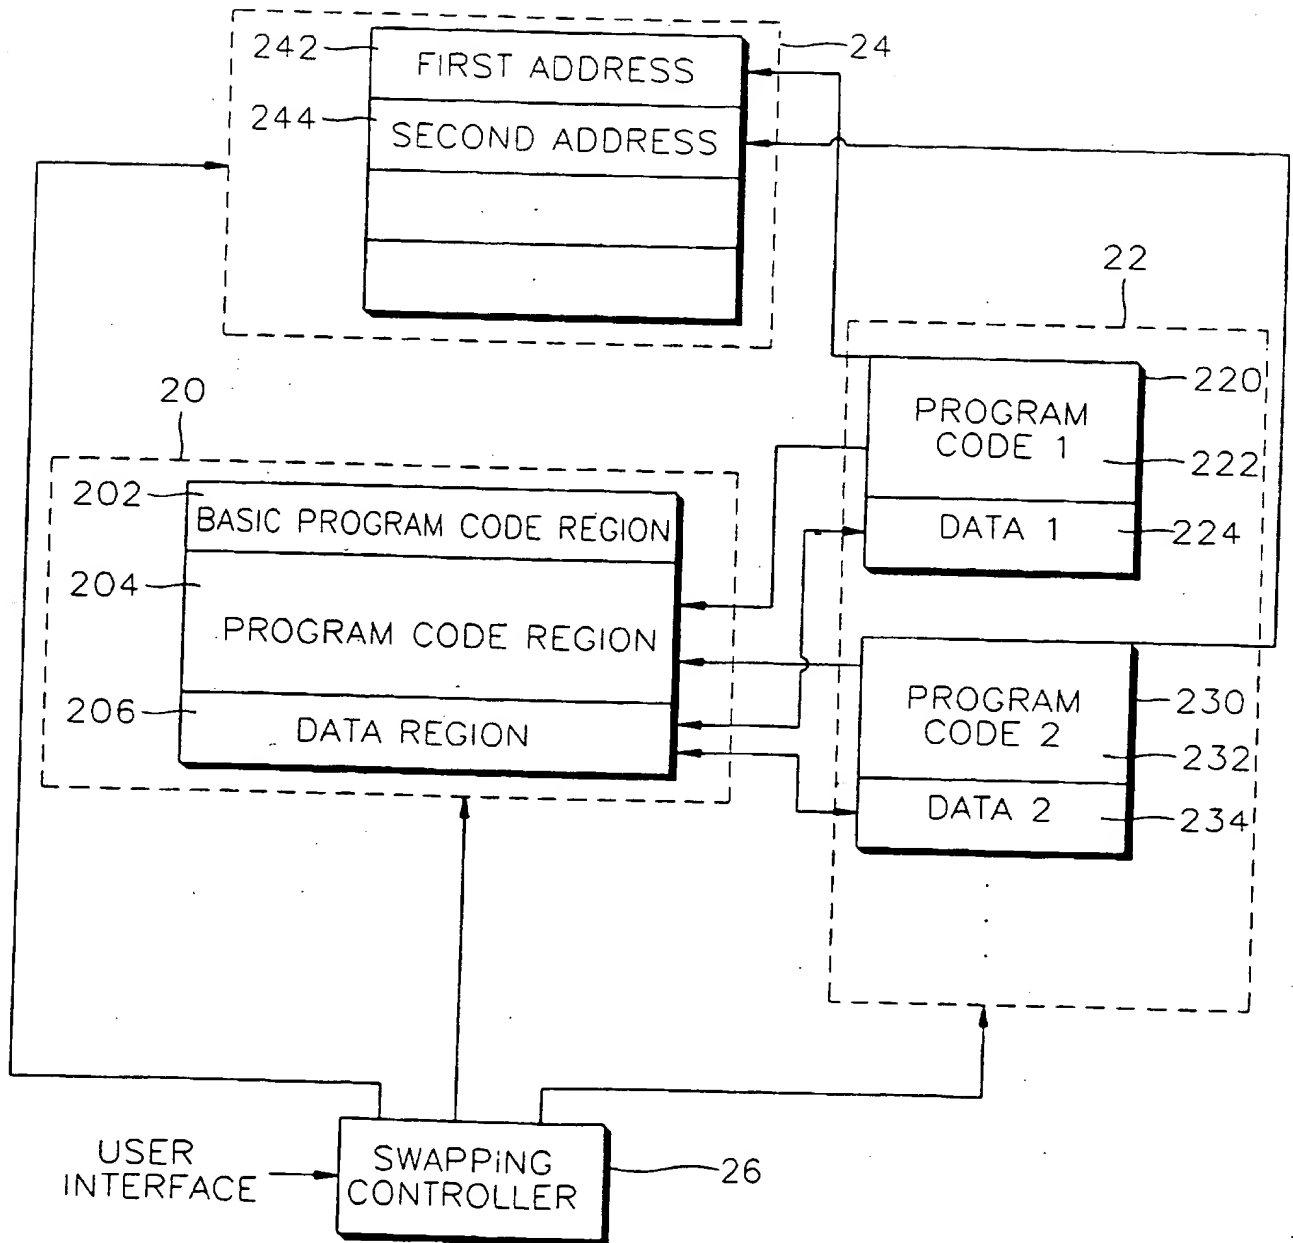 242
FIRST ADDRESS
24
244
SECOND ADDRESS
22
220
PROGRAM
CODE 1
222
DATA 1
224
20
202
BASIC PROGRAM CODE REGION
204
PROGRAM CODE REGION
206
DATA REGION
PROGRAM
CODE 2
230
232
DATA 2
234
USER
INTERFACE
SWAPPiNG
CONTROLLER
26